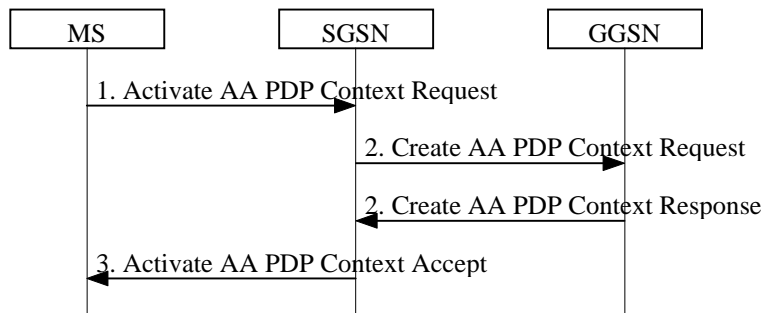 MS SGSN GGSN
1. Activate AA PDP Context Request
2. Create AA PDP Context Request
2. Create AA PDP Context Response
3. Activate AA PDP Context Accept